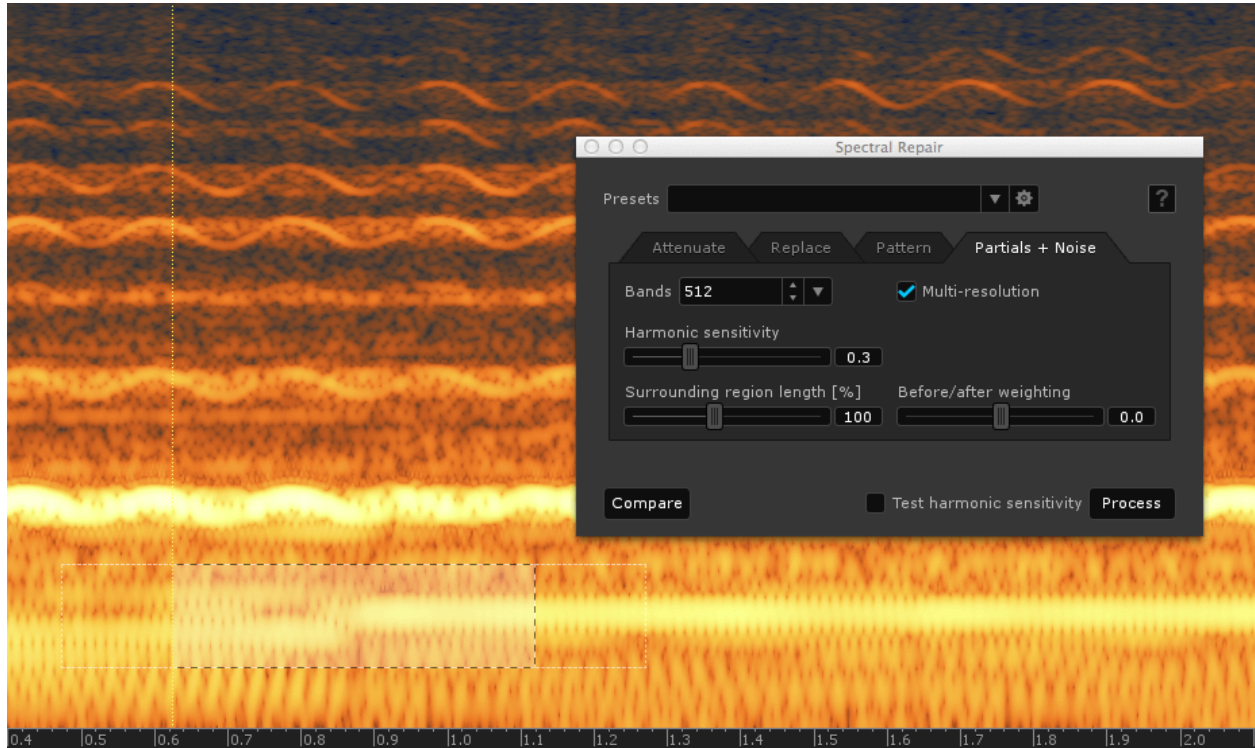 Spectral Repair
Presets ?
Attenuate Replace Pattern Partials + Noise
Bands 512 Multi-resolution
Harmonic sensitivity
0.3
Surrounding region length [%] Before/after weighting
100 0.0
Compare Test harmonic sensitivity Process
0.4 0.5 0.6 0.7 0.8 0.9 1.0 1.1 1.2 1.3 1.4 1.5 1.6 1.7 1.8 1.9 2.0